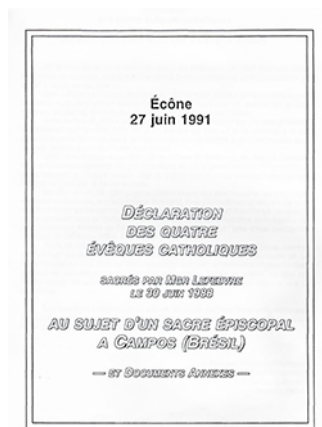 Écône
27 juin 1991
DÉCLARATION
DES QUATRE
ÉVÊQUES CATHOLIQUES
SACRÉS PAR MGR LEFEBVRE
LE 30 JUIN 1988
AU SUJET D'UN SACRE ÉPISCOPAL
A CAMPOS (BRÉSIL)
— ET DOCUMENTS ANNEXES —